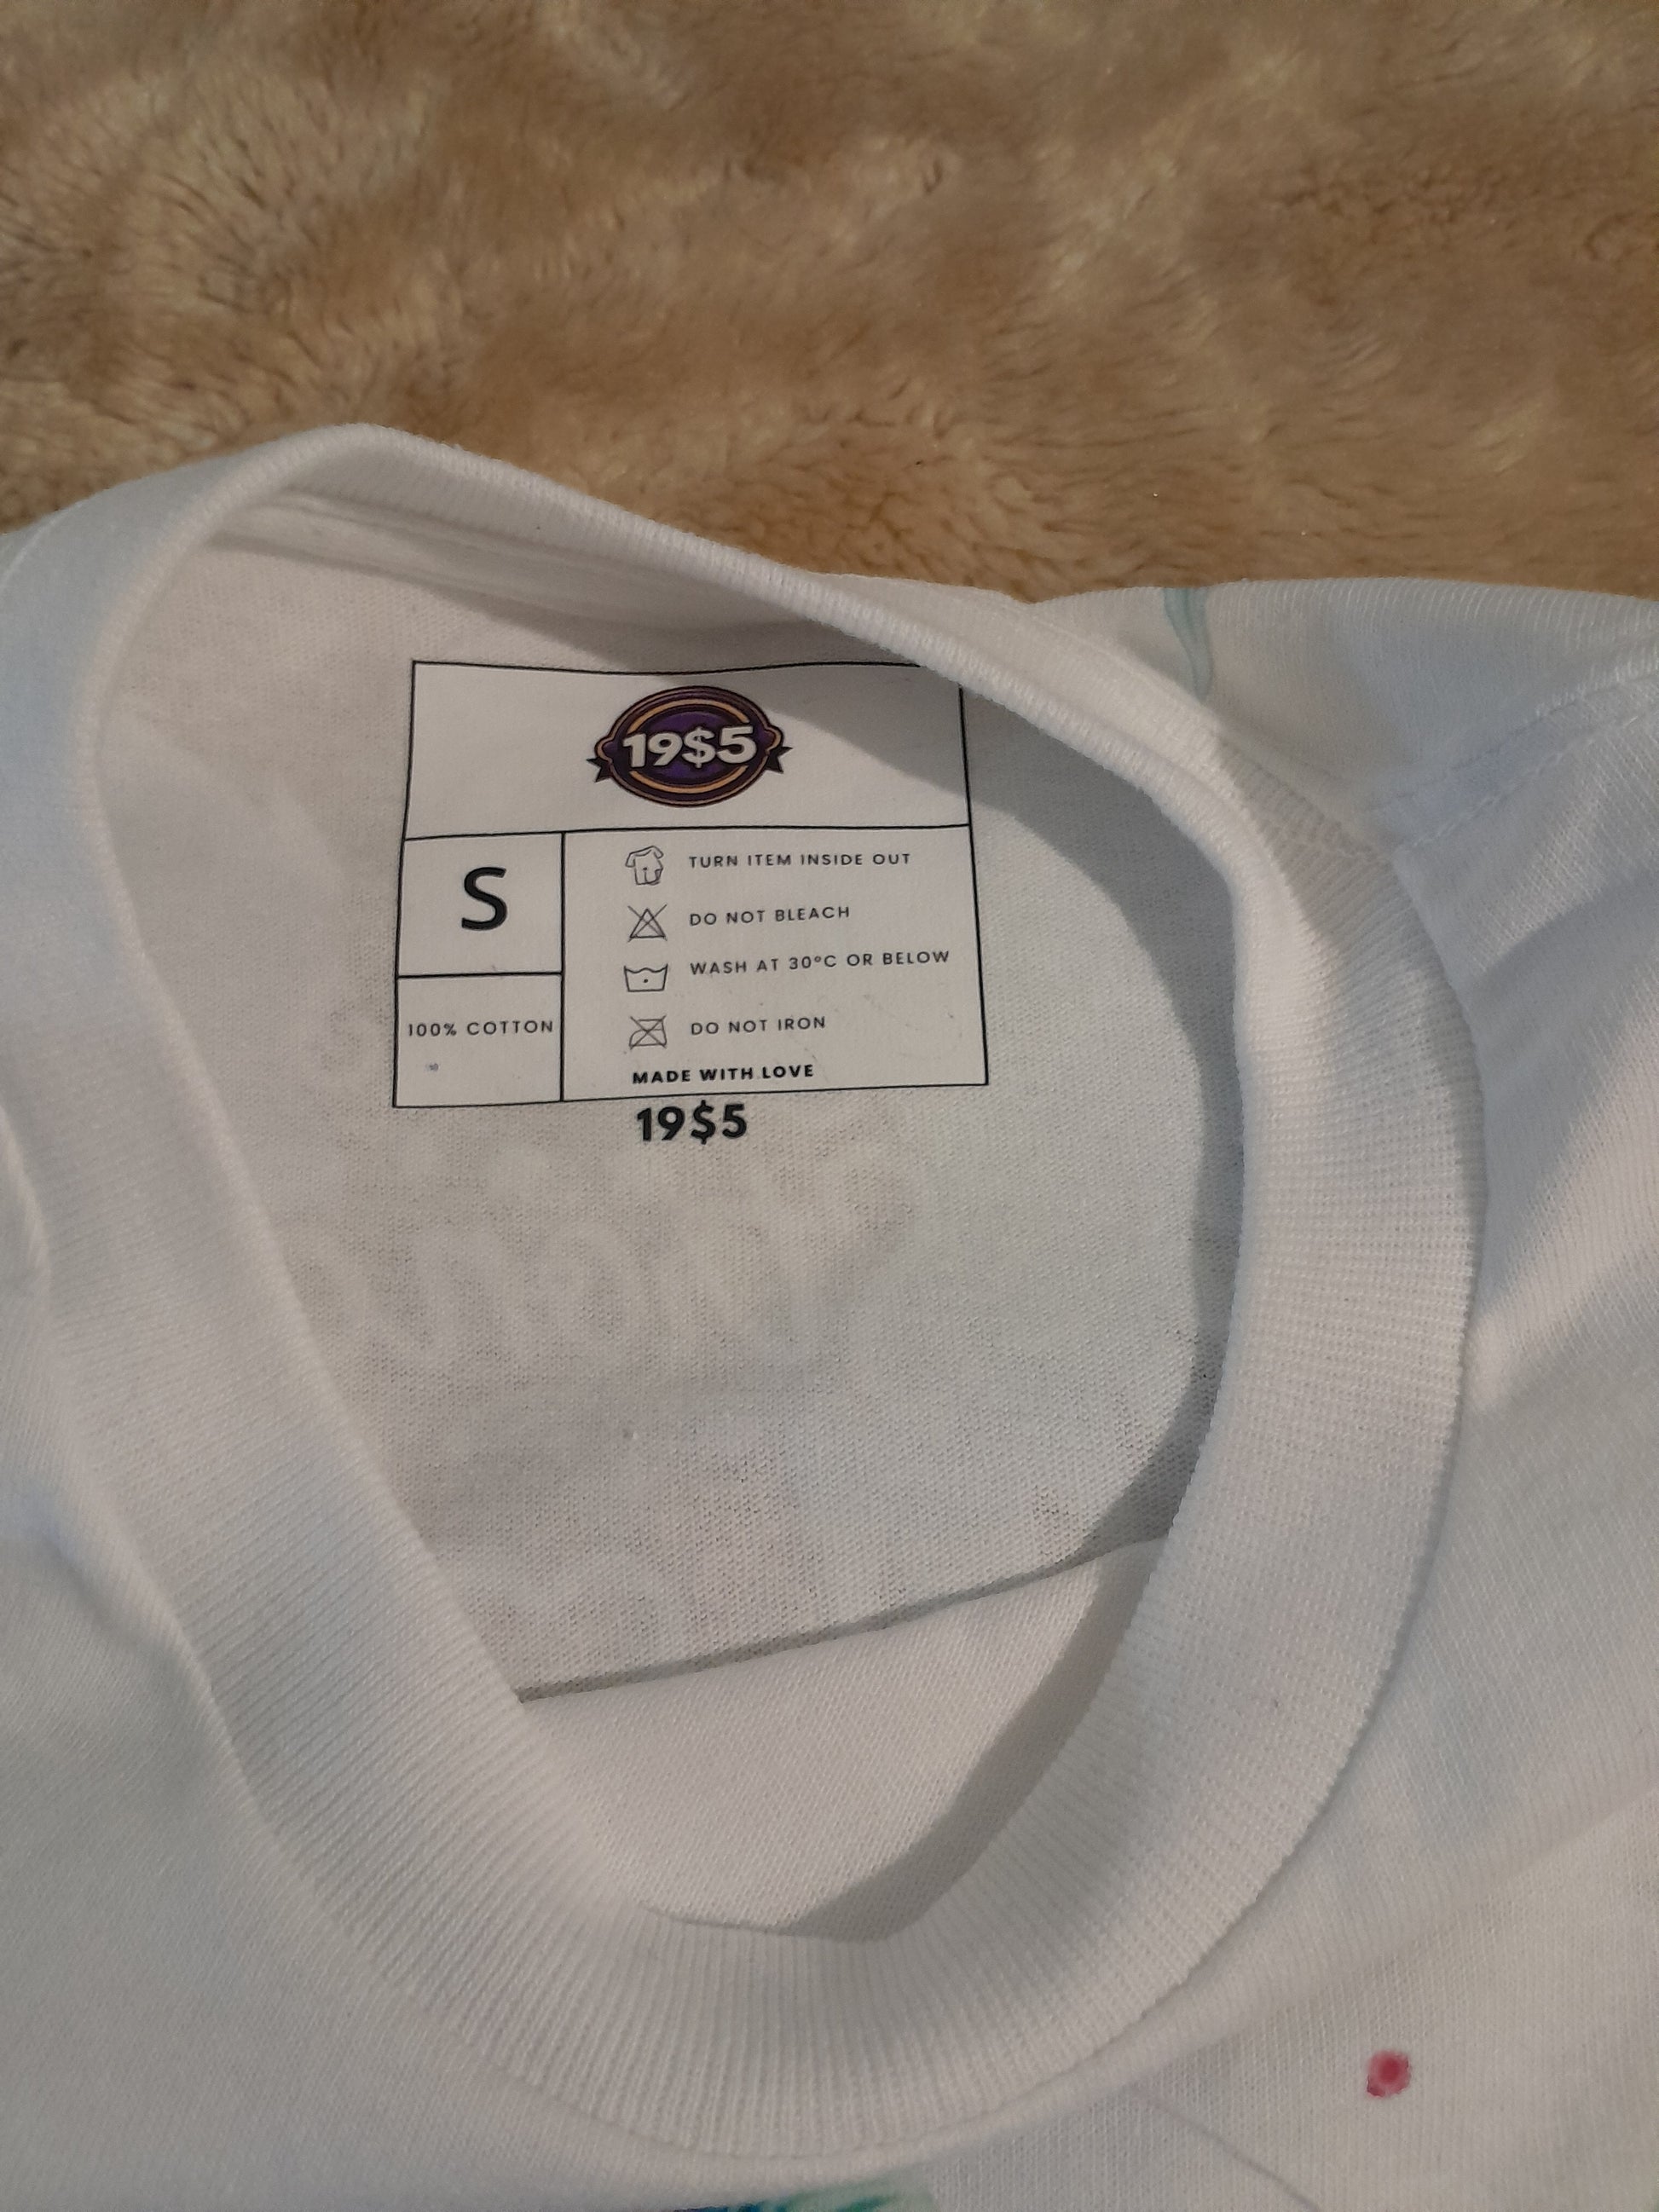 19$5
S
TURN ITEM INSIDE OUT
DO NOT BLEACH
WASH AT 30°C OR BELOW
100% COTTON
DO NOT IRON
MADE WITH LOVE
19$5